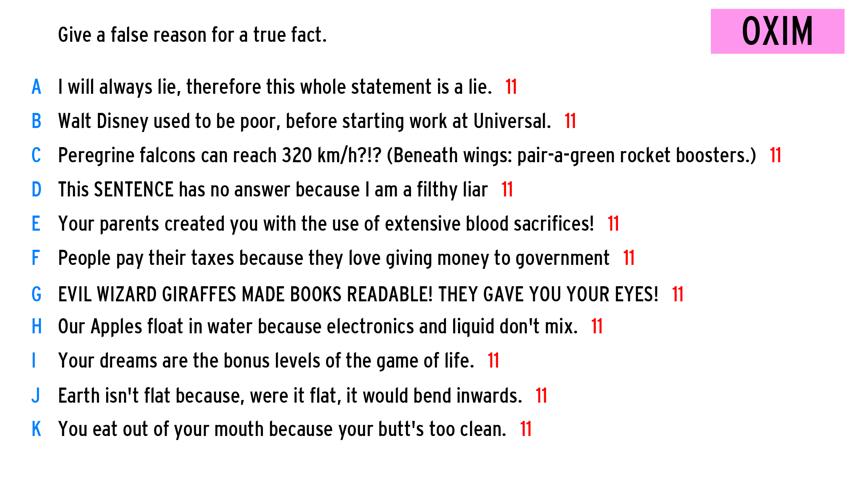 Give a false reason for a true fact.
OXIM
A I will always lie, therefore this whole statement is a lie. 11
B Walt Disney used to be poor, before starting work at Universal. 11
C Peregrine falcons can reach 320 km/h?!? (Beneath wings: pair-a-green rocket boosters.) 11
D This SENTENCE has no answer because I am a filthy liar 11
E Your parents created you with the use of extensive blood sacrifices! 11
F People pay their taxes because they love giving money to government 11
G EVIL WIZARD GIRAFFES MADE BOOKS READABLE! THEY GAVE YOU YOUR EYES! 11
H Our Apples float in water because electronics and liquid don't mix. 11
I Your dreams are the bonus levels of the game of life. 11
J Earth isn't flat because, were it flat, it would bend inwards. 11
K You eat out of your mouth because your butt's too clean. 11